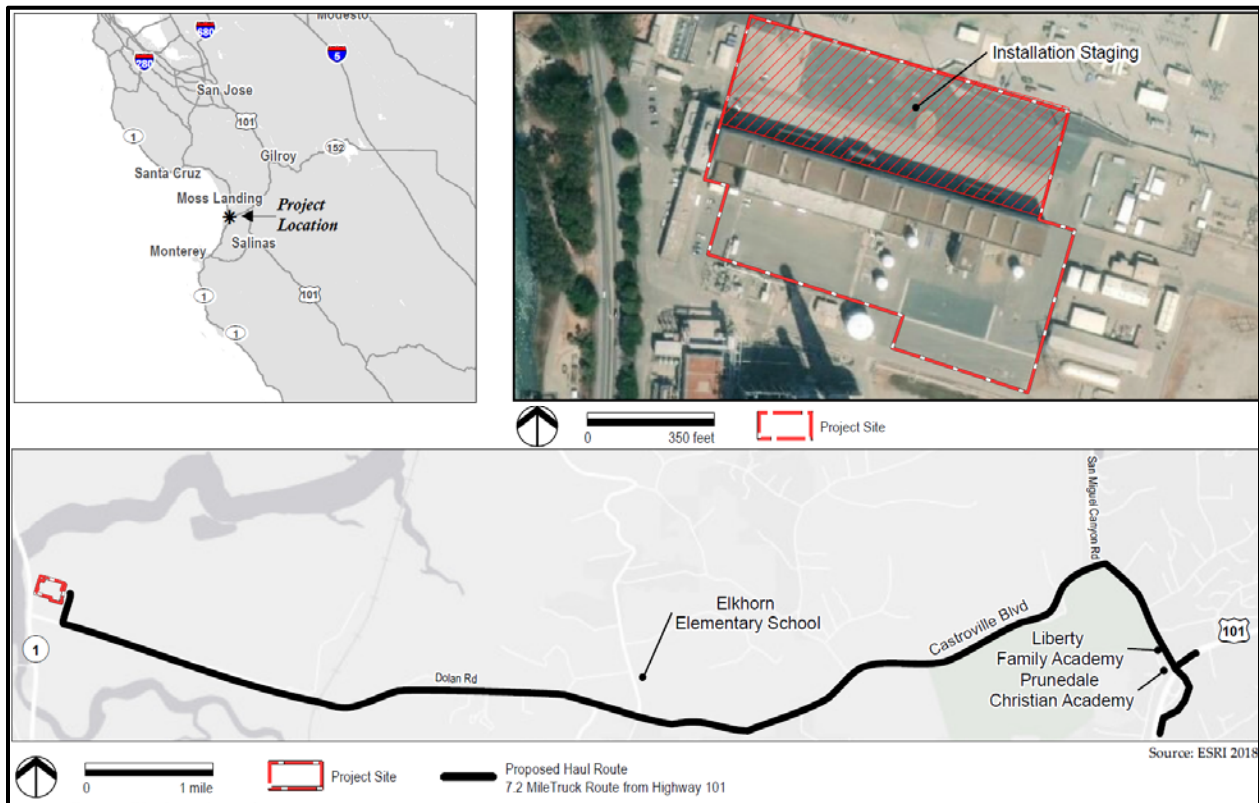 Modesto
680
280
5
San Jose
101
1
Gilroy
152
Santa Cruz
Moss Landing
Project
Location
Salinas
Monterey
1
101
1
Installation Staging
0
350 feet
Project Site
San Miguel Canyon Rd
Elkhorn
Elementary School
Castroville Blvd
101
Liberty
Family Academy
Prunedale
Christian Academy
1
Dolan Rd
Source: ESRI 2018
0
1 mile
Project Site
Proposed Haul Route
7.2 MileTruck Route from Highway 101